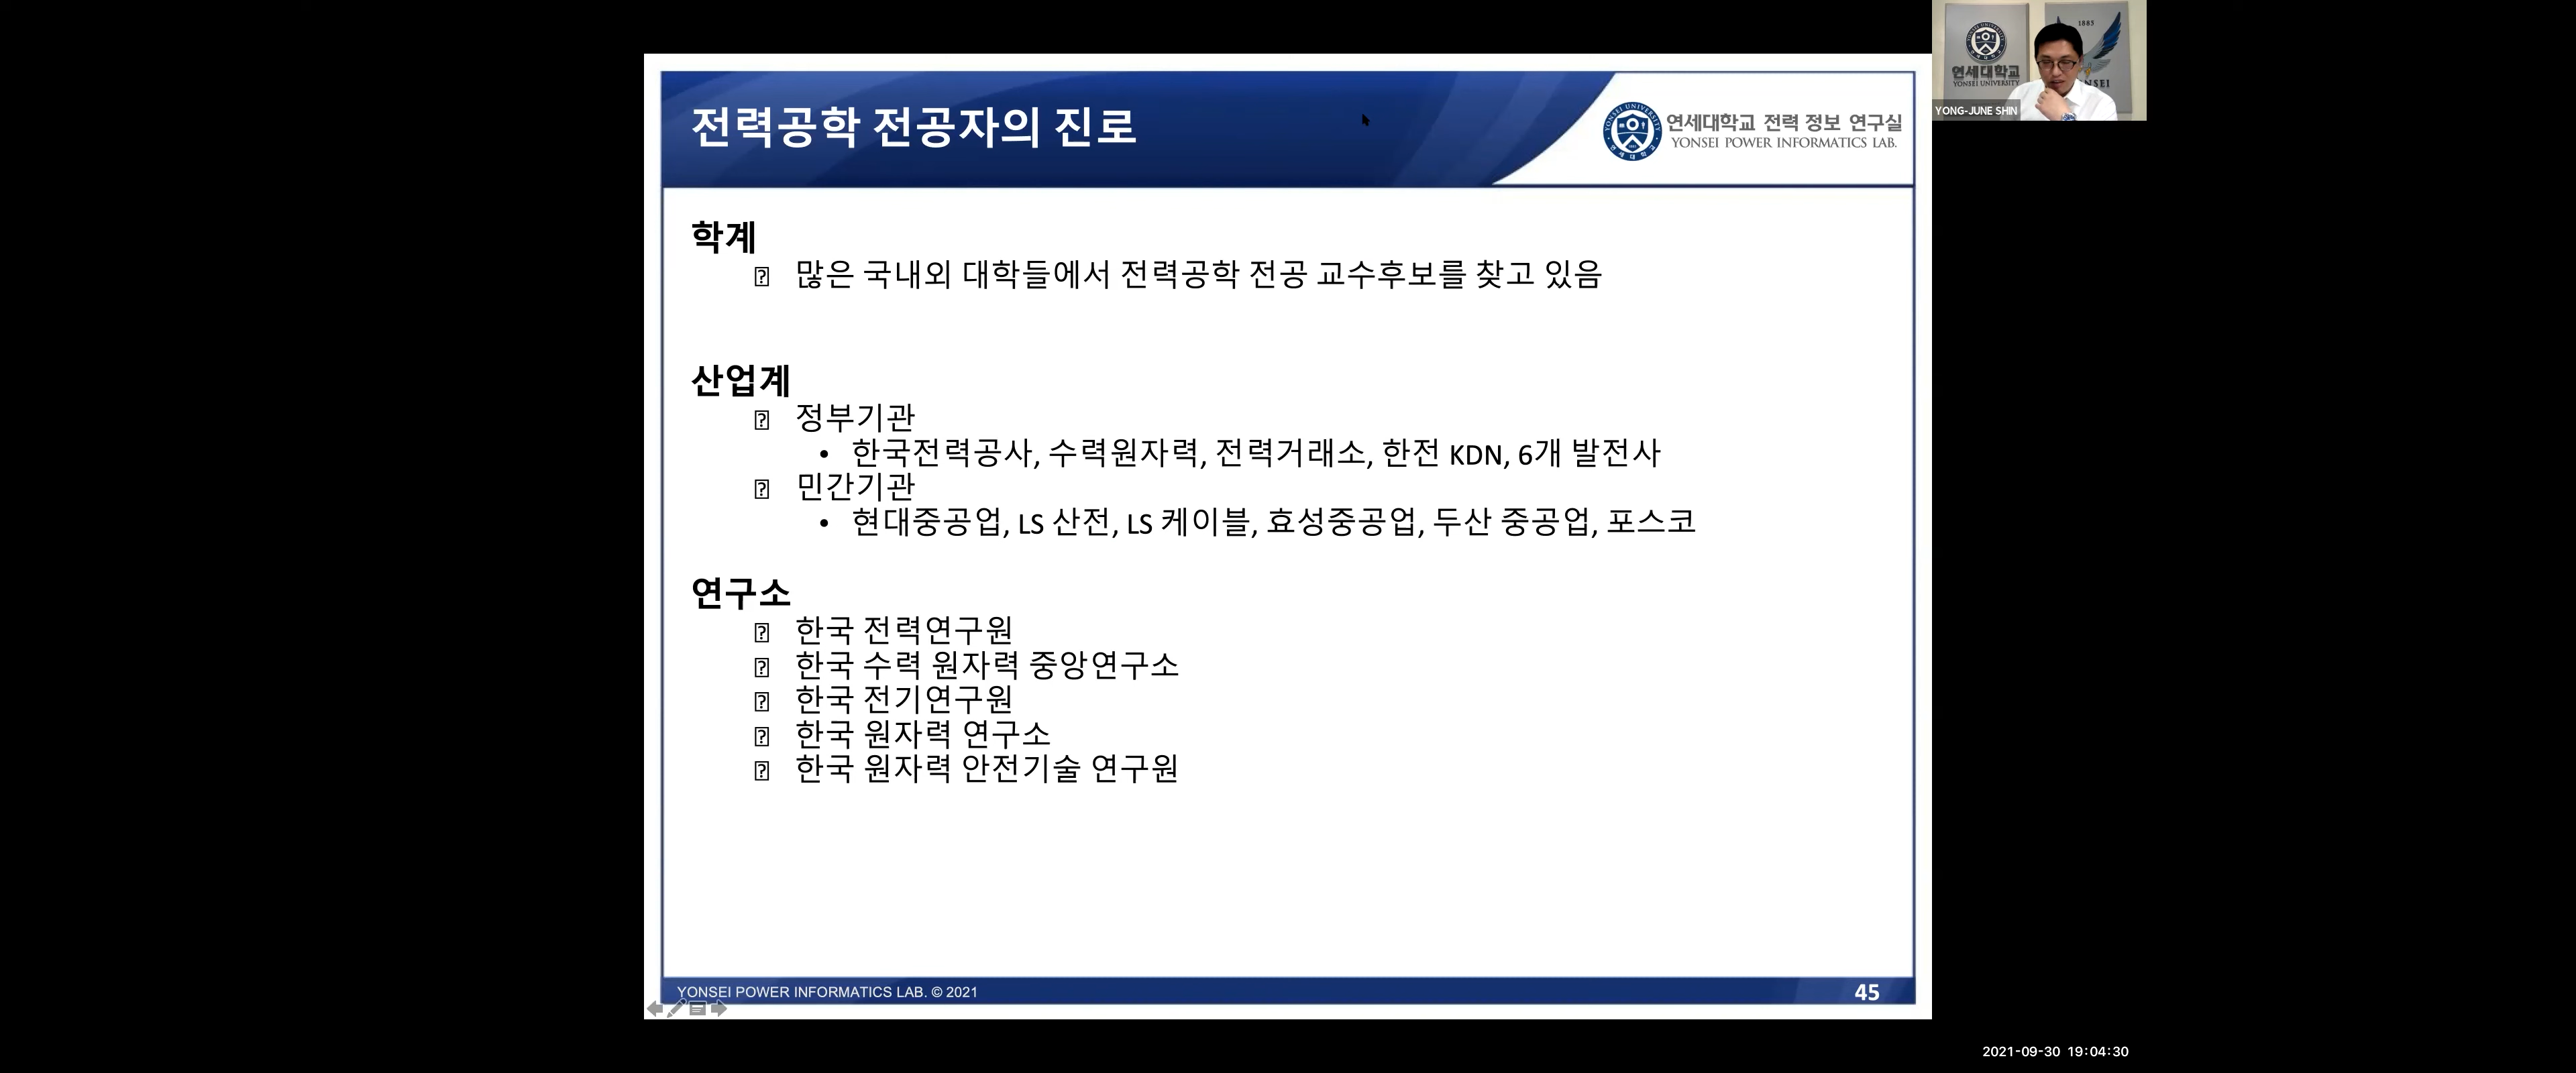 전력공학 전공자의 진로
연세대학교 전력 정보 연구실
YONSEI POWER INFORMATICS LAB.
학계
많은 국내외 대학들에서 전력공학 전공 교수후보를 찾고 있음
산업계
정부기관
• 한국전력공사, 수력원자력, 전력거래소, 한전 KDN, 6개 발전사
민간기관
• 현대중공업, LS 산전, LS 케이블, 효성중공업, 두산 중공업, 포스코
연구소
한국 전력연구원
한국 수력 원자력 중앙연구소
한국 전기연구원
한국 원자력 연구소
한국 원자력 안전기술 연구원
YONSEI POWER INFORMATICS LAB. © 2021
45
연세대학교
YONSEI UNIVERSITY
1885
NSEI
YONG-JUNE SHIN
2021-09-30 19:04:30